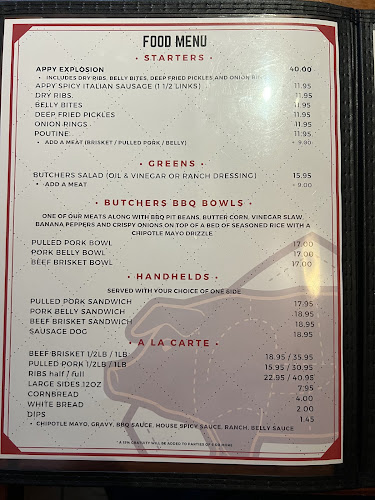 FOOD MENU
• STARTERS •
APPY EXPLOSION 40.00
• INCLUDES DRY RIBS, BELLY BITES, DEEP FRIED PICKLES AND ONION
APPY SPICY ITALIAN SAUSAGE (1 1/2 LINKS) 11.95
DRY RIBS 11.95
BELLY BITES 11.95
DEEP FRIED PICKLES 11.95
ONION RINGS 11.95
POUTINE 11.95
• ADD A MEAT (BRISKET / PULLED PORK / BELLY) + 9.00
• GREENS •
BUTCHERS SALAD (OIL & VINEGAR OR RANCH DRESSING) 15.95
• ADD A MEAT + 9.00
• BUTCHERS BBQ BOWLS •
ONE OF OUR MEATS ALONG WITH BBQ PIT BEANS, BUTTER CORN, VINEGAR SLAW,
BANANA PEPPERS AND CRISPY ONIONS ON TOP OF A BED OF SEASONED RICE WITH A
CHIPOTLE MAYO DRIZZLE
PULLED PORK BOWL 17.00
PORK BELLY BOWL 17.00
BEEF BRISKET BOWL 17.00
• HANDHELDS •
SERVED WITH YOUR CHOICE OF ONE SIDE
PULLED PORK SANDWICH 17.95
PORK BELLY SANDWICH 18.95
BEEF BRISKET SANDWICH 18.95
SAUSAGE DOG 18.95
• A LA CARTE •
BEEF BRISKET 1/2LB / 1LB 18.95 / 35.95
PULLED PORK 1/2LB / 1LB 15.95 / 30.95
RIBS half / full 22.95 / 40.95
LARGE SIDES 12OZ 7.95
CORNBREAD 4.00
WHITE BREAD 2.00
DIPS 1.45
• CHIPOTLE MAYO, GRAVY, BBQ SAUCE, HOUSE SPICY SAUCE, RANCH, BELLY SAUCE
GRATUITY WILL BE ADDED TO PARTIES OF